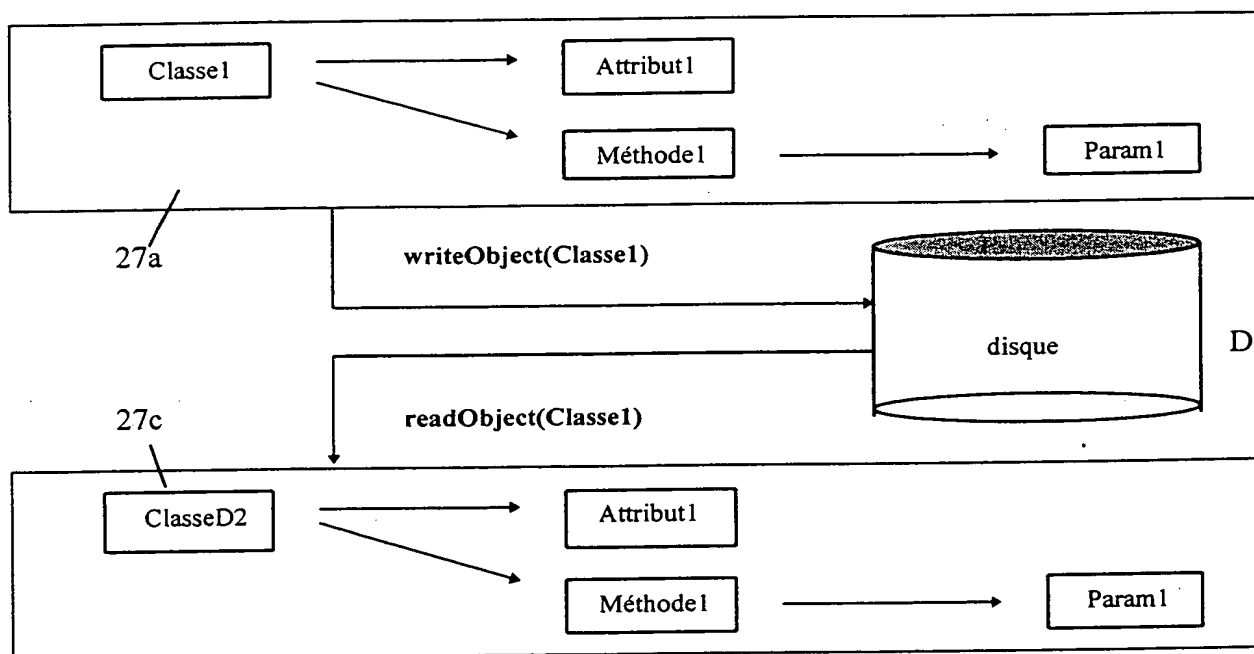 Classe1
Attribut1
Méthode1
Param1
27a
writeObject(Classe1)
disque
D
readObject(Classe1)
27c
ClasseD2
Attribut1
Méthode1
Param1